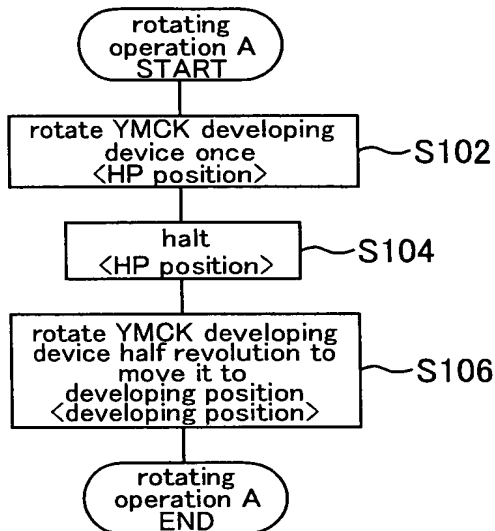 rotating
operation A
START
rotate YMCK developing
device once
<HP position>
S102
halt
<HP position>
S104
rotate YMCK developing
device half revolution to
move it to
developing position
<developing position>
S106
rotating
operation A
END